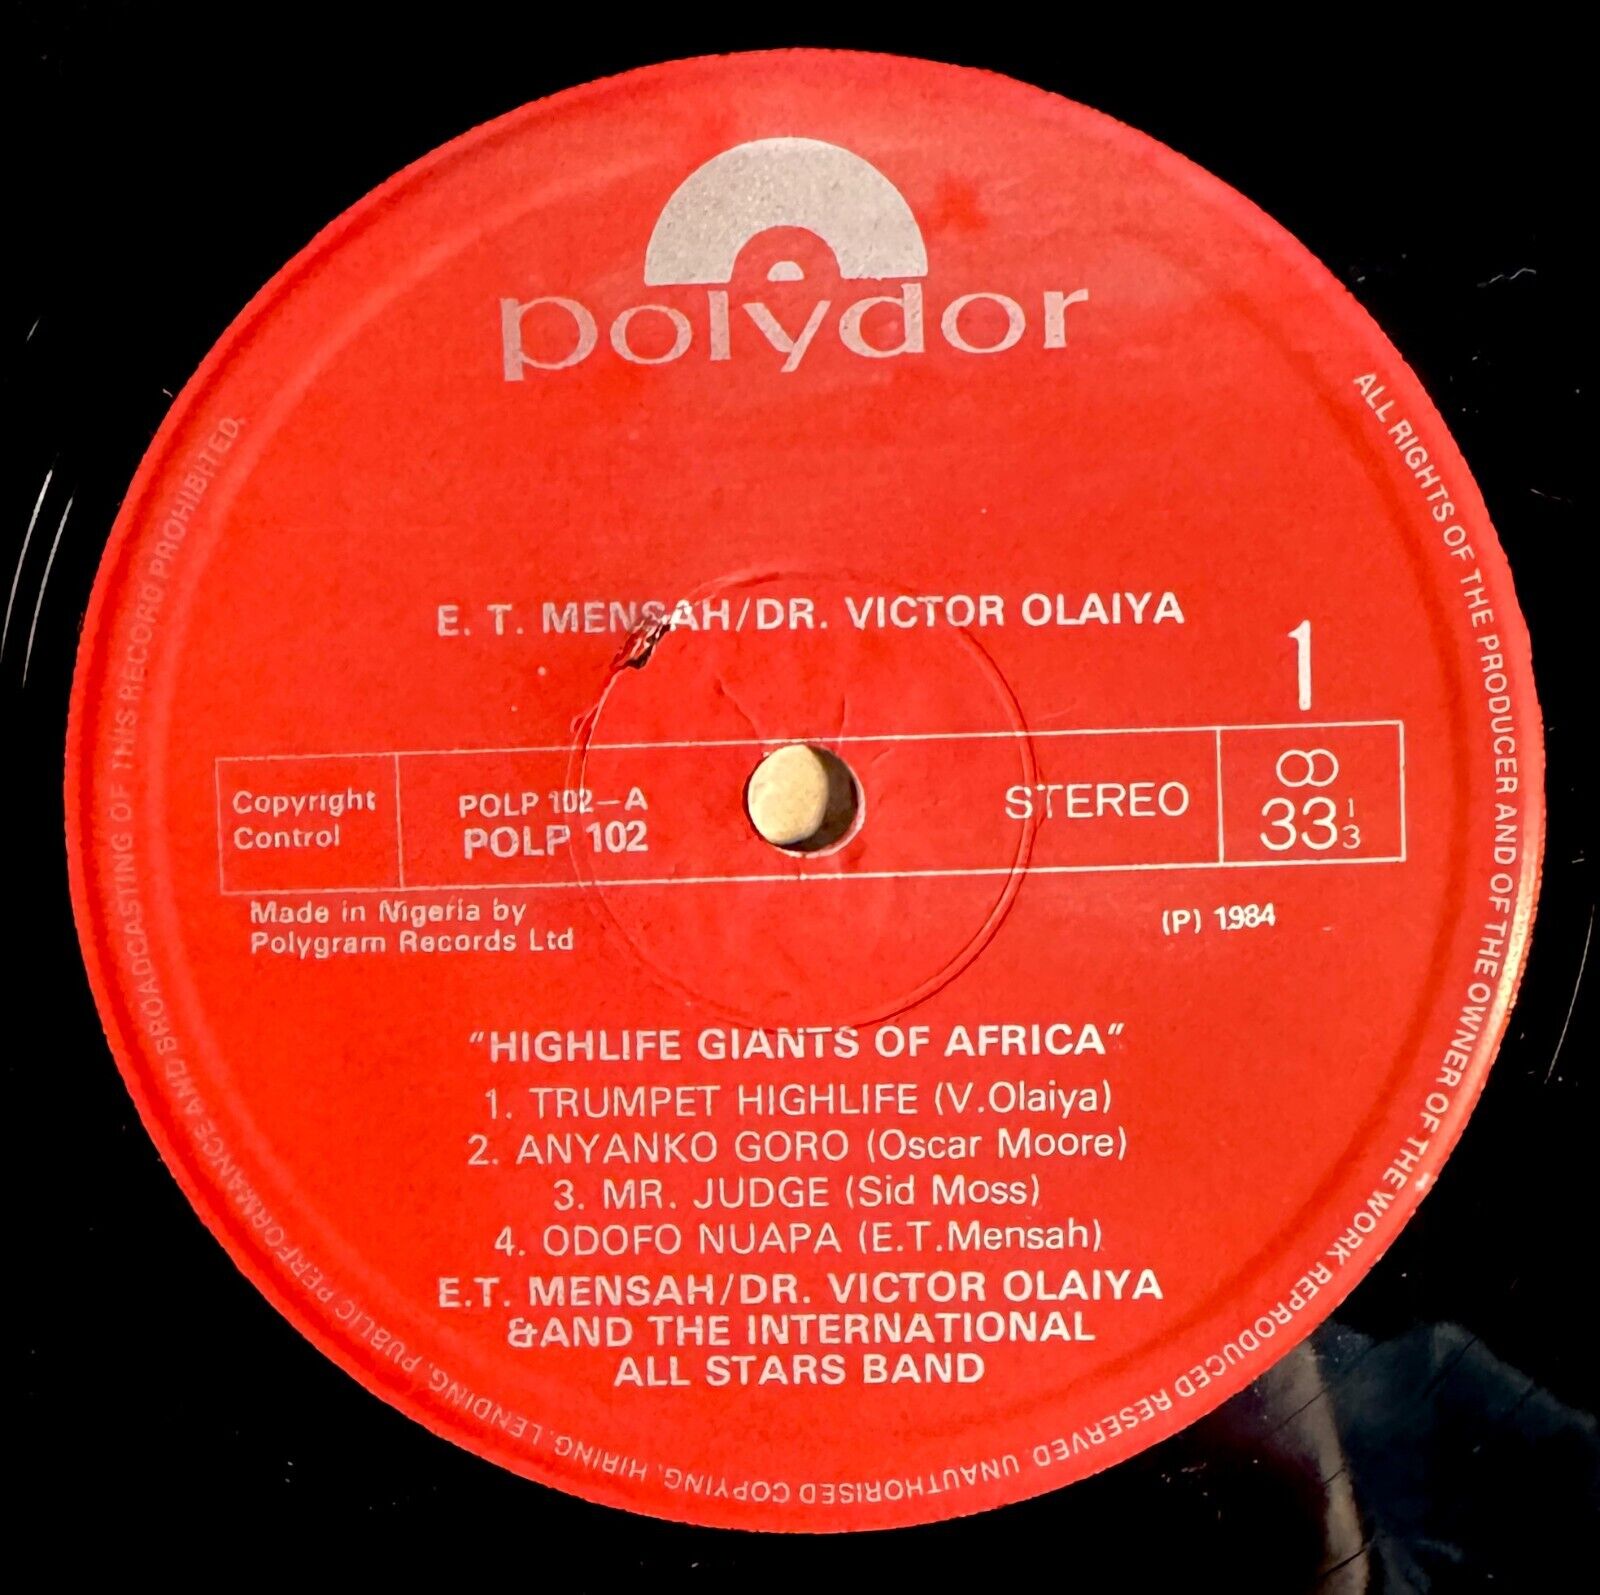 polydor
E. T. MENSAH/DR. VICTOR OLAIYA
1
Copyright
Control
POLP 102-A
POLP 102
STEREO
33 1/3
Made in Nigeria by
Polygram Records Ltd
(P) 1984
"HIGHLIFE GIANTS OF AFRICA"
1. TRUMPET HIGHLIFE (V.Olaiya)
2. ANYANKO GORO (Oscar Moore)
3. MR. JUDGE (Sid Moss)
4. ODOFO NUAPA (E.T.Mensah)
E.T. MENSAH/DR. VICTOR OLAIYA
&AND THE INTERNATIONAL
ALL STARS BAND
ALL RIGHTS OF THE PRODUCER AND OF THE OWNER OF THE WORK REPRODUCED RESERVED. UNAUTHORISED COPYING, HIRING, LENDING, PUBLIC PERFORMANCE AND BROADCASTING OF THIS RECORD PROHIBITED.